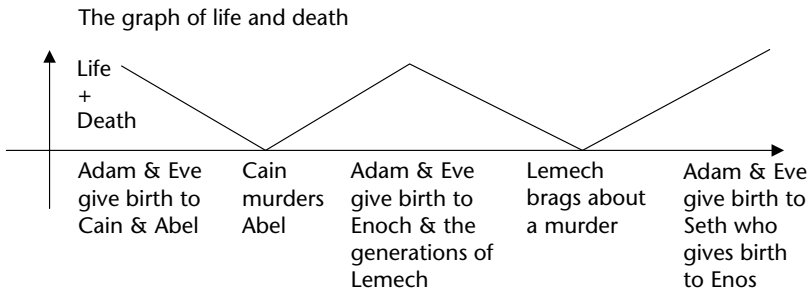 The graph of life and death
Life
+
Death
Adam & Eve
give birth to
Cain & Abel
Cain
murders
Abel
Adam & Eve
give birth to
Enoch & the
generations of
Lemech
Lemech
brags about
a murder
Adam & Eve
give birth to
Seth who
gives birth
to Enos